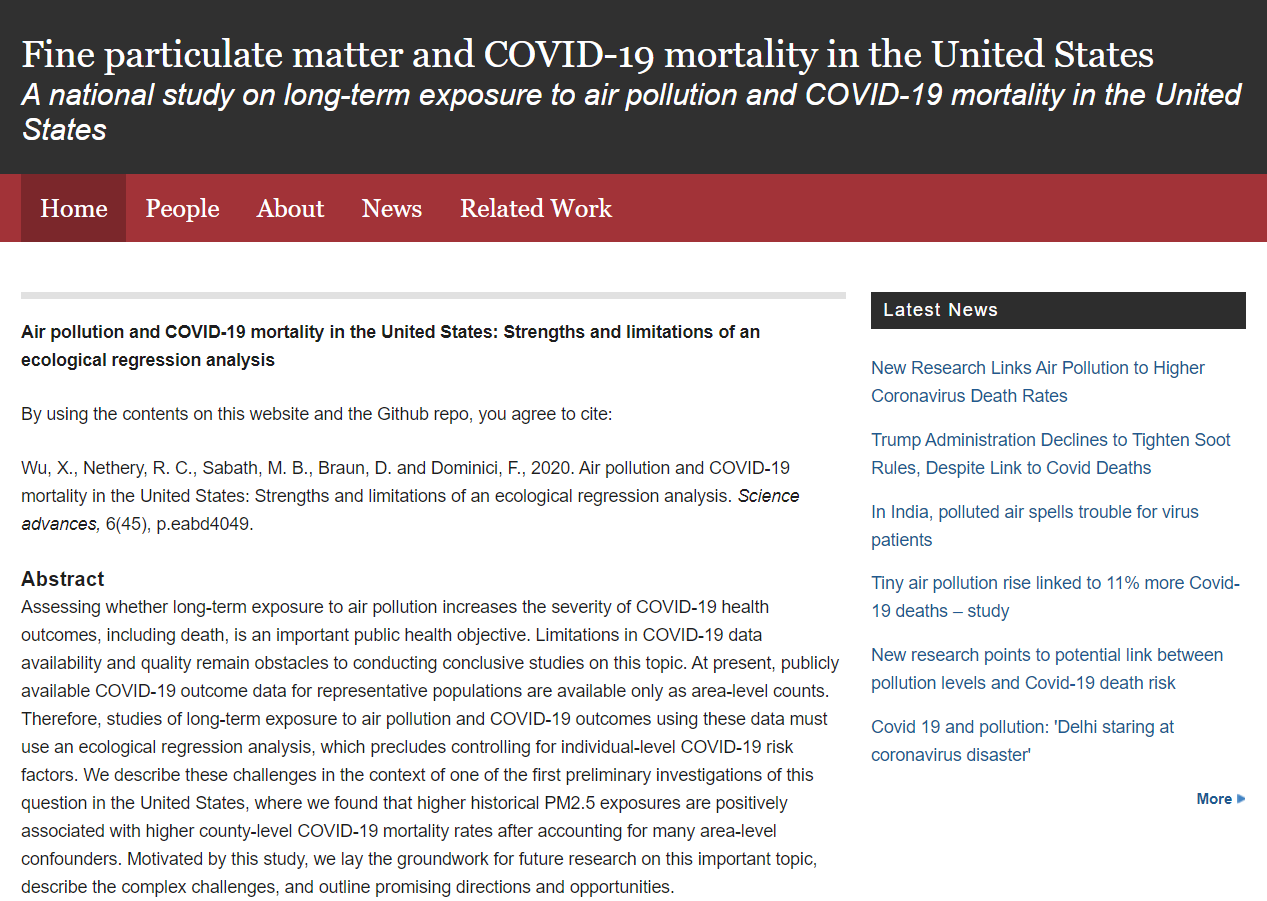 Fine particulate matter and COVID-19 mortality in the United States
A national study on long-term exposure to air pollution and COVID-19 mortality in the United
States
Home People About News Related Work
Air pollution and COVID-19 mortality in the United States: Strengths and limitations of an
ecological regression analysis
By using the contents on this website and the Github repo, you agree to cite:
Wu, X., Nethery, R. C., Sabath, M. B., Braun, D. and Dominici, F., 2020. Air pollution and COVID-19
mortality in the United States: Strengths and limitations of an ecological regression analysis. Science
advances, 6(45), p.eabd4049.
Abstract
Assessing whether long-term exposure to air pollution increases the severity of COVID-19 health
outcomes, including death, is an important public health objective. Limitations in COVID-19 data
availability and quality remain obstacles to conducting conclusive studies on this topic. At present, publicly
available COVID-19 outcome data for representative populations are available only as area-level counts.
Therefore, studies of long-term exposure to air pollution and COVID-19 outcomes using these data must
use an ecological regression analysis, which precludes controlling for individual-level COVID-19 risk
factors. We describe these challenges in the context of one of the first preliminary investigations of this
question in the United States, where we found that higher historical PM2.5 exposures are positively
associated with higher county-level COVID-19 mortality rates after accounting for many area-level
confounders. Motivated by this study, we lay the groundwork for future research on this important topic,
describe the complex challenges, and outline promising directions and opportunities.
Latest News
New Research Links Air Pollution to Higher
Coronavirus Death Rates
Trump Administration Declines to Tighten Soot
Rules, Despite Link to Covid Deaths
In India, polluted air spells trouble for virus
patients
Tiny air pollution rise linked to 11% more Covid-
19 deaths – study
New research points to potential link between
pollution levels and Covid-19 death risk
Covid 19 and pollution: 'Delhi staring at
coronavirus disaster'
More